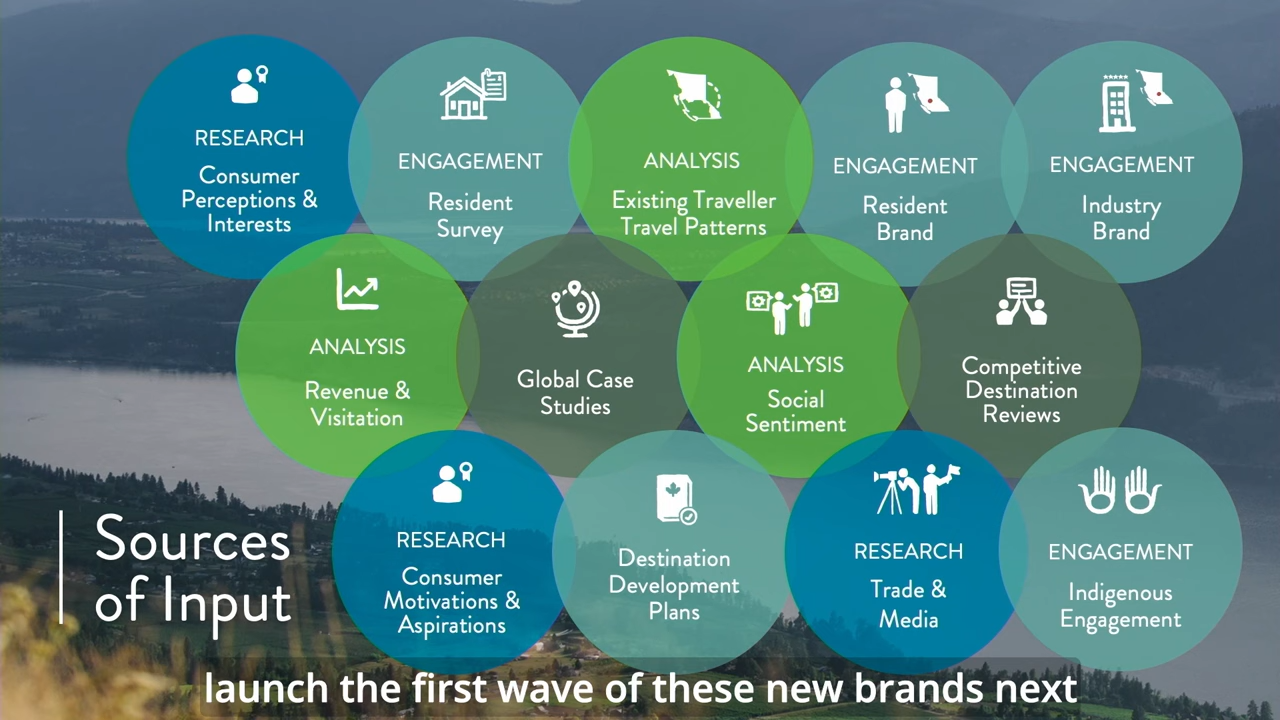 RESEARCH
Consumer
Perceptions &
Interests
ENGAGEMENT
Resident
Survey
ANALYSIS
Existing Traveller
Travel Patterns
ENGAGEMENT
Resident
Brand
ENGAGEMENT
Industry
Brand
ANALYSIS
Revenue &
Visitation
Global Case
Studies
ANALYSIS
Social
Sentiment
Competitive
Destination
Reviews
Sources
of Input
RESEARCH
Consumer
Motivations &
Aspirations
Destination
Development
Plans
RESEARCH
Trade &
Media
ENGAGEMENT
Indigenous
Engagement
launch the first wave of these new brands next